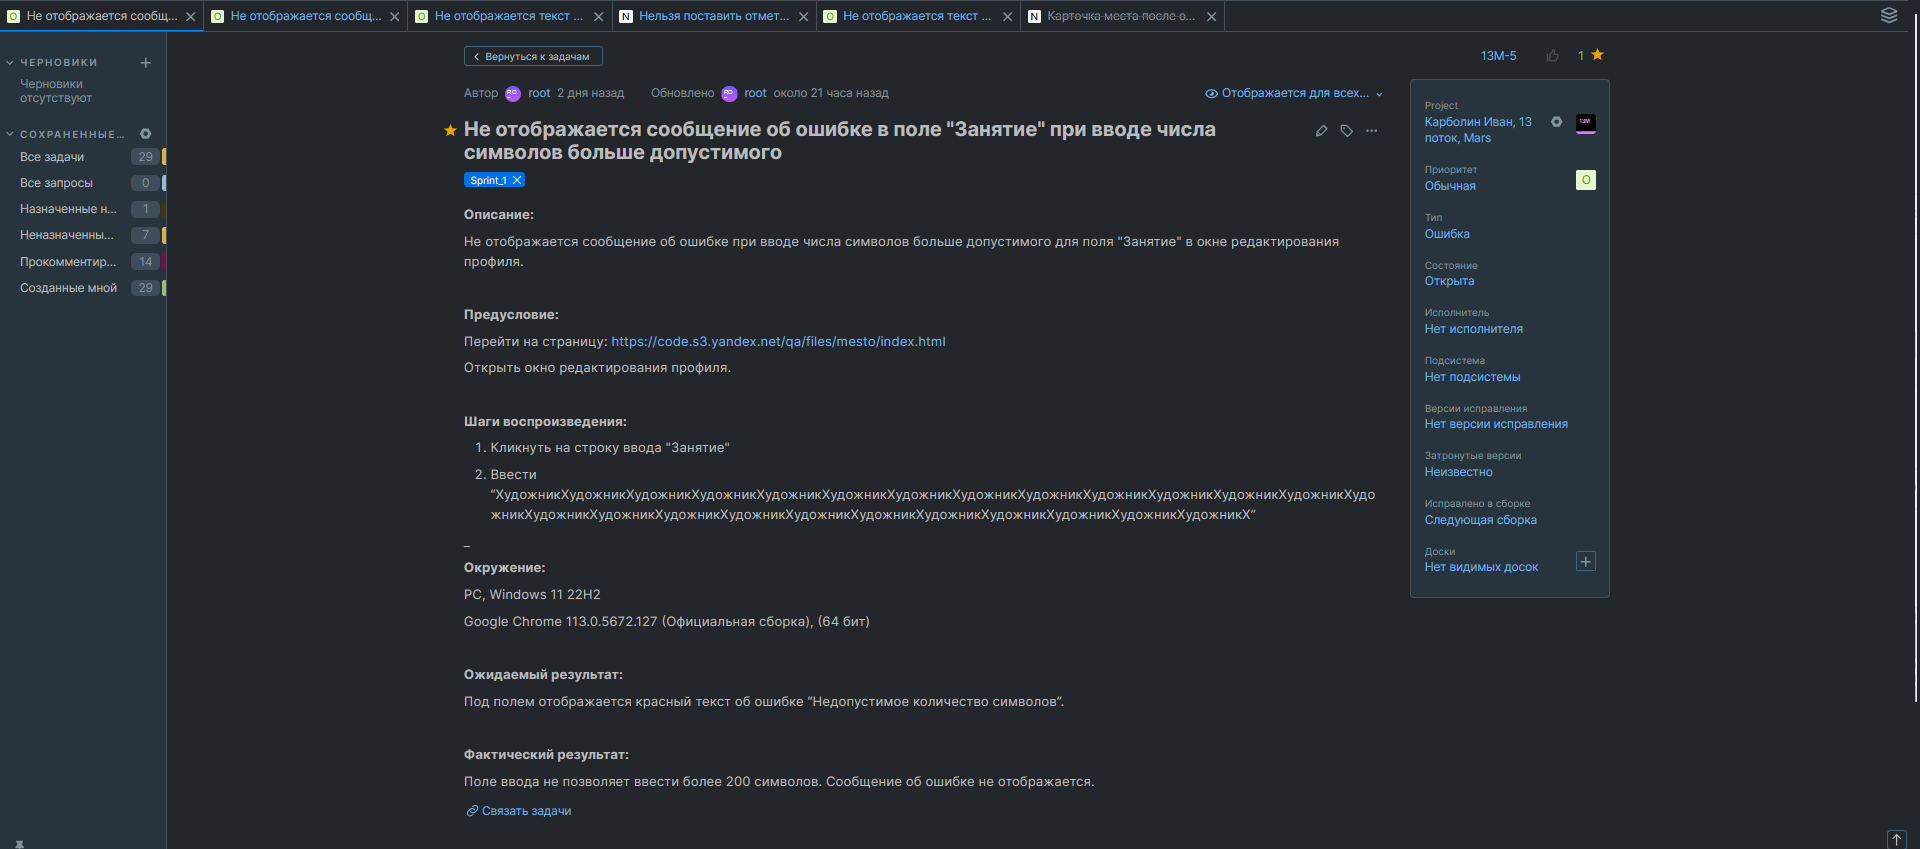 Не отображается сообщ...
Не отображается сообщ...
Не отображается текст ...
Нельзя поставить отмет...
Не отображается текст ...
Карточка места после о...
ЧЕРНОВИКИ
Черновики
отсутствуют
СОХРАНЕННЫЕ...
Все задачи 29
Все запросы 0
Назначенные н... 1
Неназначенны... 7
Прокомментир... 14
Созданные мной 29
Вернуться к задачам
13M-5
1
Автор root 2 дня назад
Обновлено root около 21 часа назад
Отображается для всех...
Не отображается сообщение об ошибке в поле "Занятие" при вводе числа
символов больше допустимого
Sprint_1
Описание:
Не отображается сообщение об ошибке при вводе числа символов больше допустимого для поля "Занятие" в окне редактирования
профиля.
Предусловие:
Перейти на страницу: https://code.s3.yandex.net/qa/files/mesto/index.html
Открыть окно редактирования профиля.
Шаги воспроизведения:
1. Кликнуть на строку ввода "Занятие"
2. Ввести
“ХудожникХудожникХудожникХудожникХудожникХудожникХудожникХудожникХудожникХудожникХудожникХудожникХудожникХудо
жникХудожникХудожникХудожникХудожникХудожникХудожникХудожникХудожникХудожникХудожникХудожникХ”
_
Окружение:
PC, Windows 11 22H2
Google Chrome 113.0.5672.127 (Официальная сборка), (64 бит)
Ожидаемый результат:
Под полем отображается красный текст об ошибке “Недопустимое количество символов”.
Фактический результат:
Поле ввода не позволяет ввести более 200 символов. Сообщение об ошибке не отображается.
Связать задачи
Project
Карболин Иван, 13
поток, Mars
13M
Приоритет
Обычная
О
Тип
Ошибка
Состояние
Открыта
Исполнитель
Нет исполнителя
Подсистема
Нет подсистемы
Версии исправления
Нет версии исправления
Затронутые версии
Неизвестно
Исправлено в сборке
Следующая сборка
Доски
Нет видимых досок